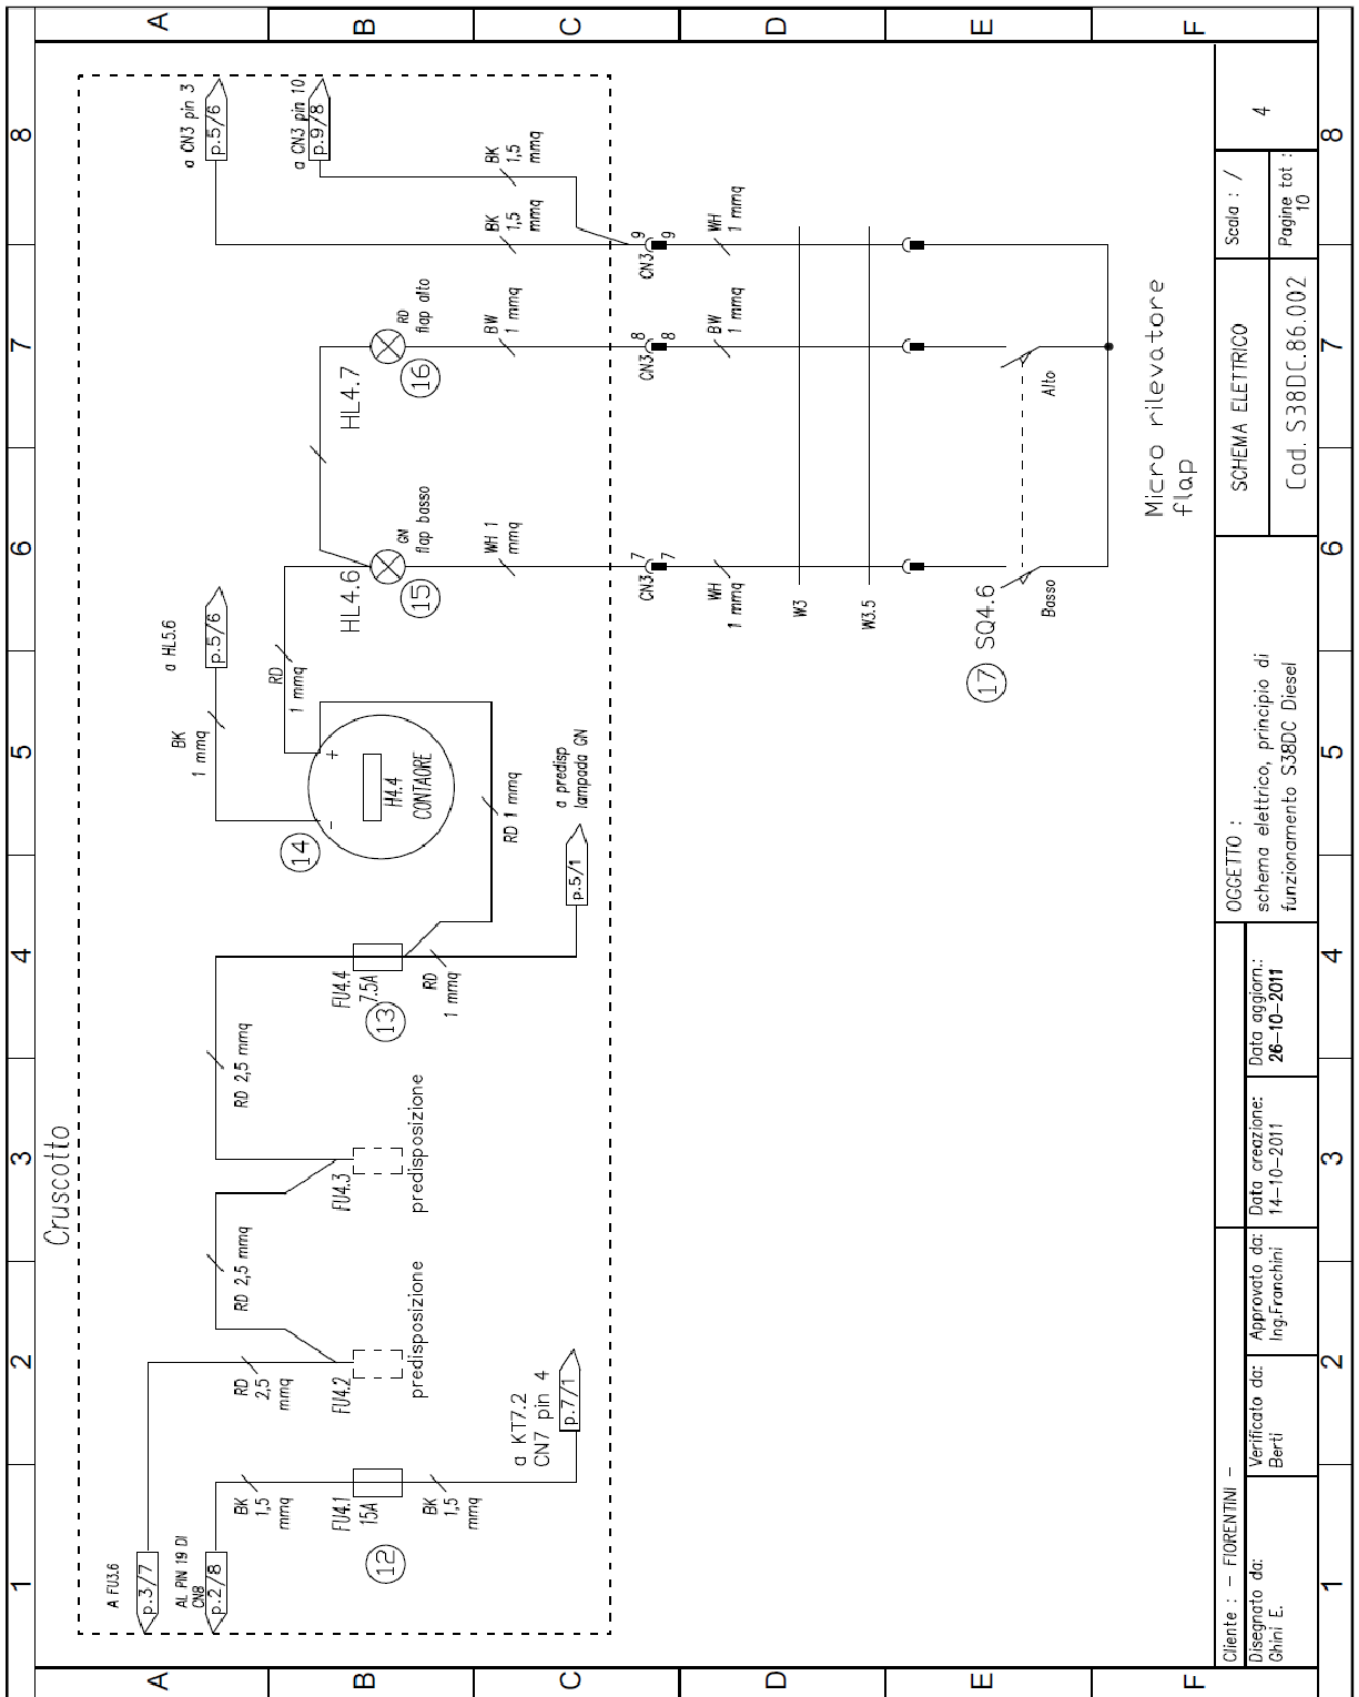 1
2
3
4
5
6
7
8
A
B
C
D
E
F
Cruscotto
A FU3.6
p.3/7
AL PIN 19 DI
CN8
p.2/8
BK
1,5
mmq
FU4.1
15A
12
BK
1,5
mmq
a KT7.2
CN7 pin 4
p.7/1
RD
2,5
mmq
FU4.2
predisposizione
RD 2,5 mmq
FU4.3
predisposizione
RD 2,5 mmq
FU4.4
7.5A
13
RD
1 mmq
RD 1 mmq
p.5/1
a predisp
lampada GN
14
-
+
H4.4
CONTAORE
BK
1 mmq
a HL5.6
p.5/6
RD
1 mmq
HL4.6
15
GN
flap basso
HL4.7
16
RD
flap alto
a CN3 pin 3
p.5/6
a CN3 pin 10
p.9/8
WH 1
mmq
BW
1 mmq
BK
1,5
mmq
BK
1,5
mmq
CN3
7
7
CN3
8
8
CN3
9
9
WH
1 mmq
BW
1 mmq
WH
1 mmq
W3
W3.5
17
SQ4.6
Basso
Alto
Micro rilevatore
flap
Cliente : - FIORENTINI -
Disegnato da:
Ghini E.
Verificato da:
Berti
Approvato da:
Ing.Franchini
Data creazione:
14-10-2011
Data aggiorn.:
26-10-2011
OGGETTO :
schema elettrico, principio di
funzionamento S38DC Diesel
SCHEMA ELETTRICO
Cod. S38DC.86.002
Scala : /
Pagine tot :
10
4
1
2
3
4
5
6
7
8
A
B
C
D
E
F